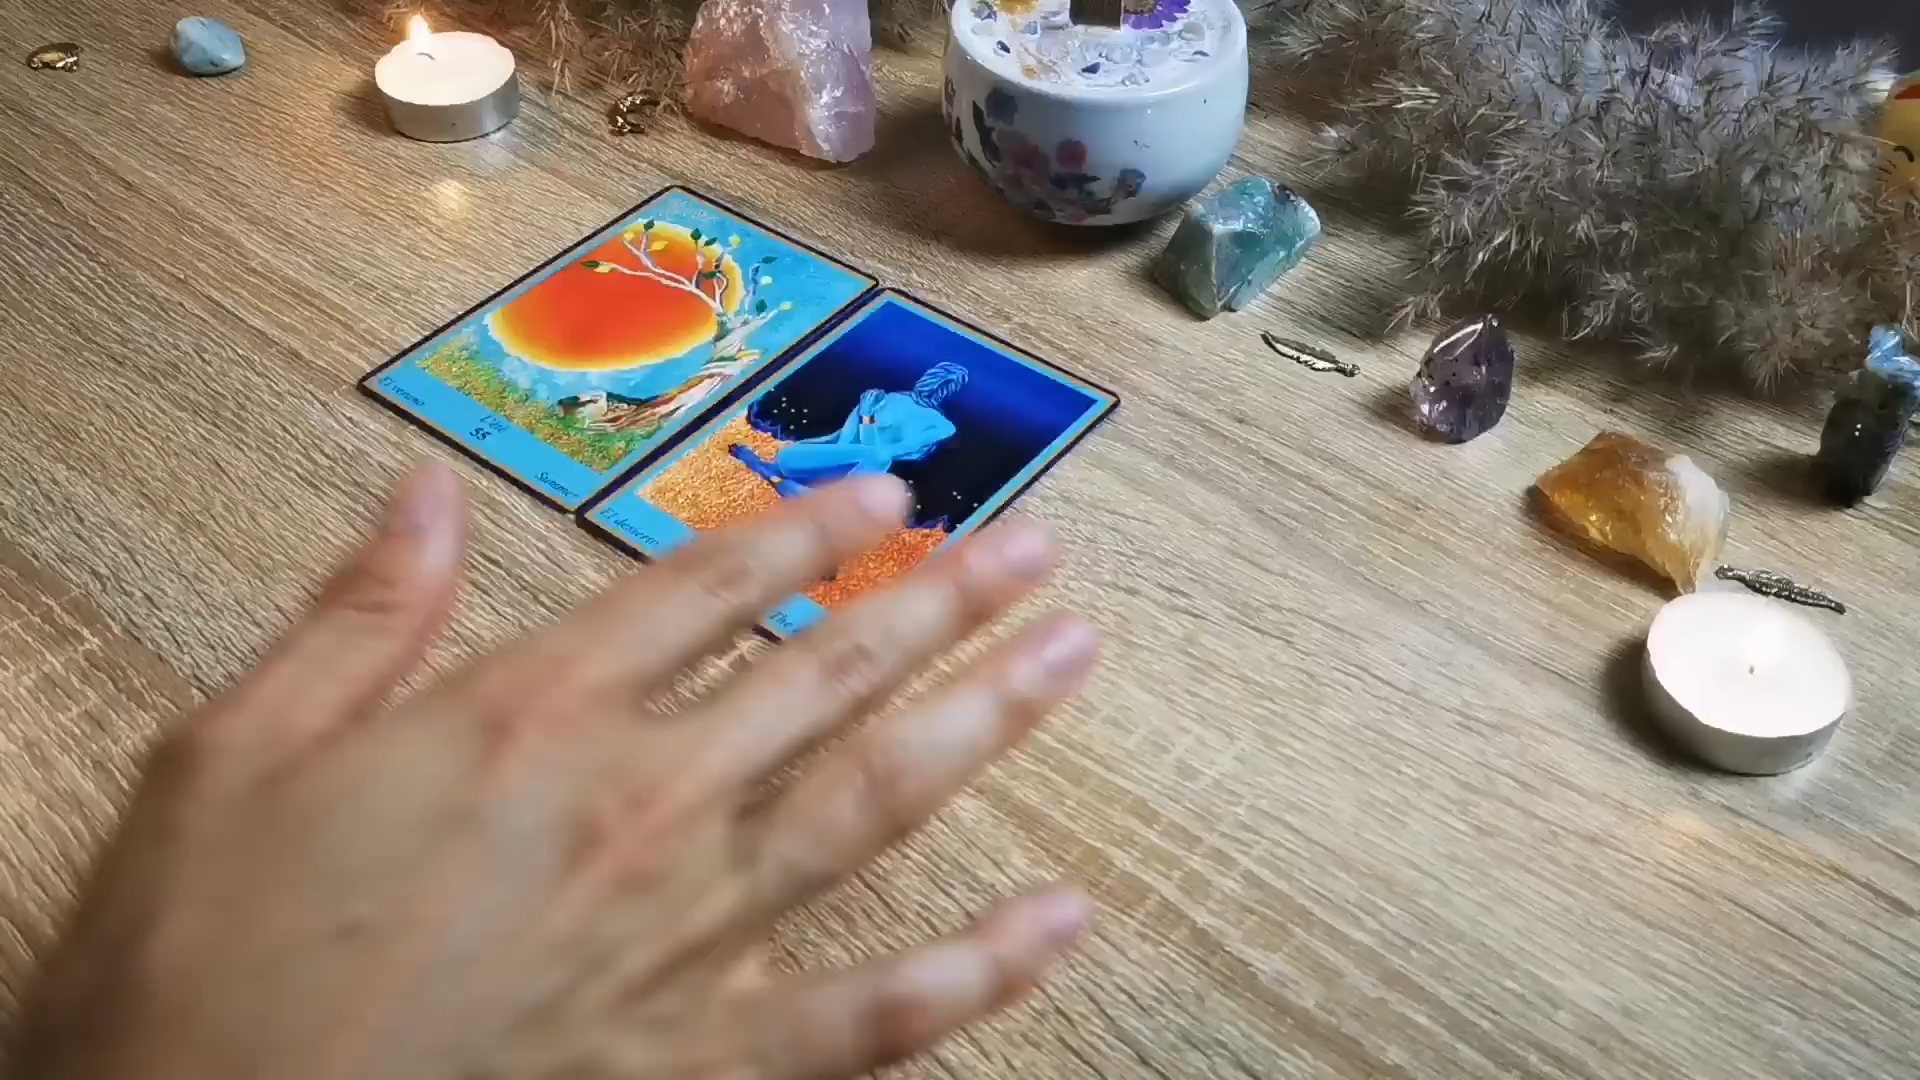 El verano
L'été
55
Summer
El desierto
The